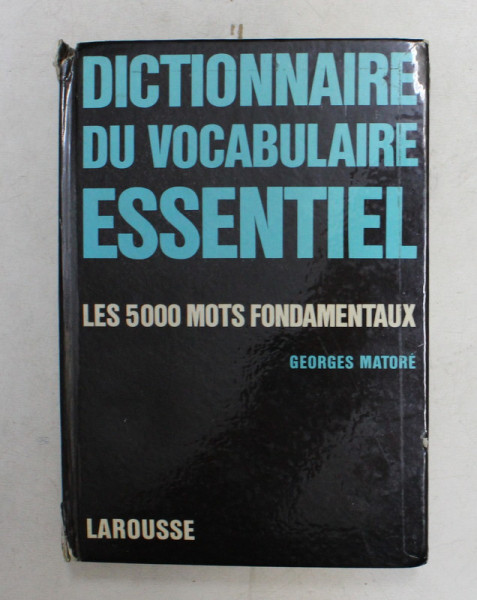 DICTIONNAIRE
DU VOCABULAIRE
ESSENTIEL
LES 5000 MOTS FONDAMENTAUX
GEORGES MATORÉ
LAROUSSE